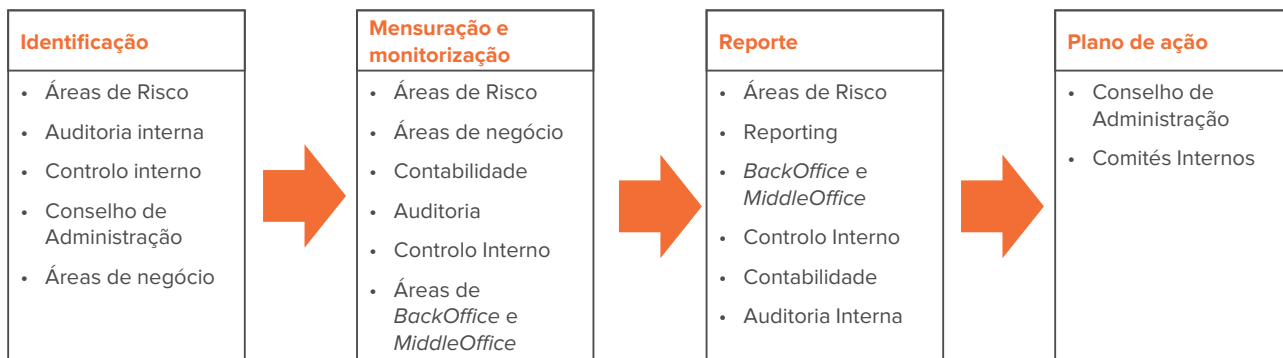 Identificação
• Áreas de Risco
• Auditoria interna
• Controlo interno
• Conselho de
Administração
• Áreas de negócio
Mensuração e
monitorização
• Áreas de Risco
• Áreas de negócio
• Contabilidade
• Auditoria
• Controlo Interno
• Áreas de
BackOffice e
MiddleOffice
Reporte
• Áreas de Risco
• Reporting
• BackOffice e
MiddleOffice
• Controlo Interno
• Contabilidade
• Auditoria Interna
Plano de ação
• Conselho de
Administração
• Comités Internos